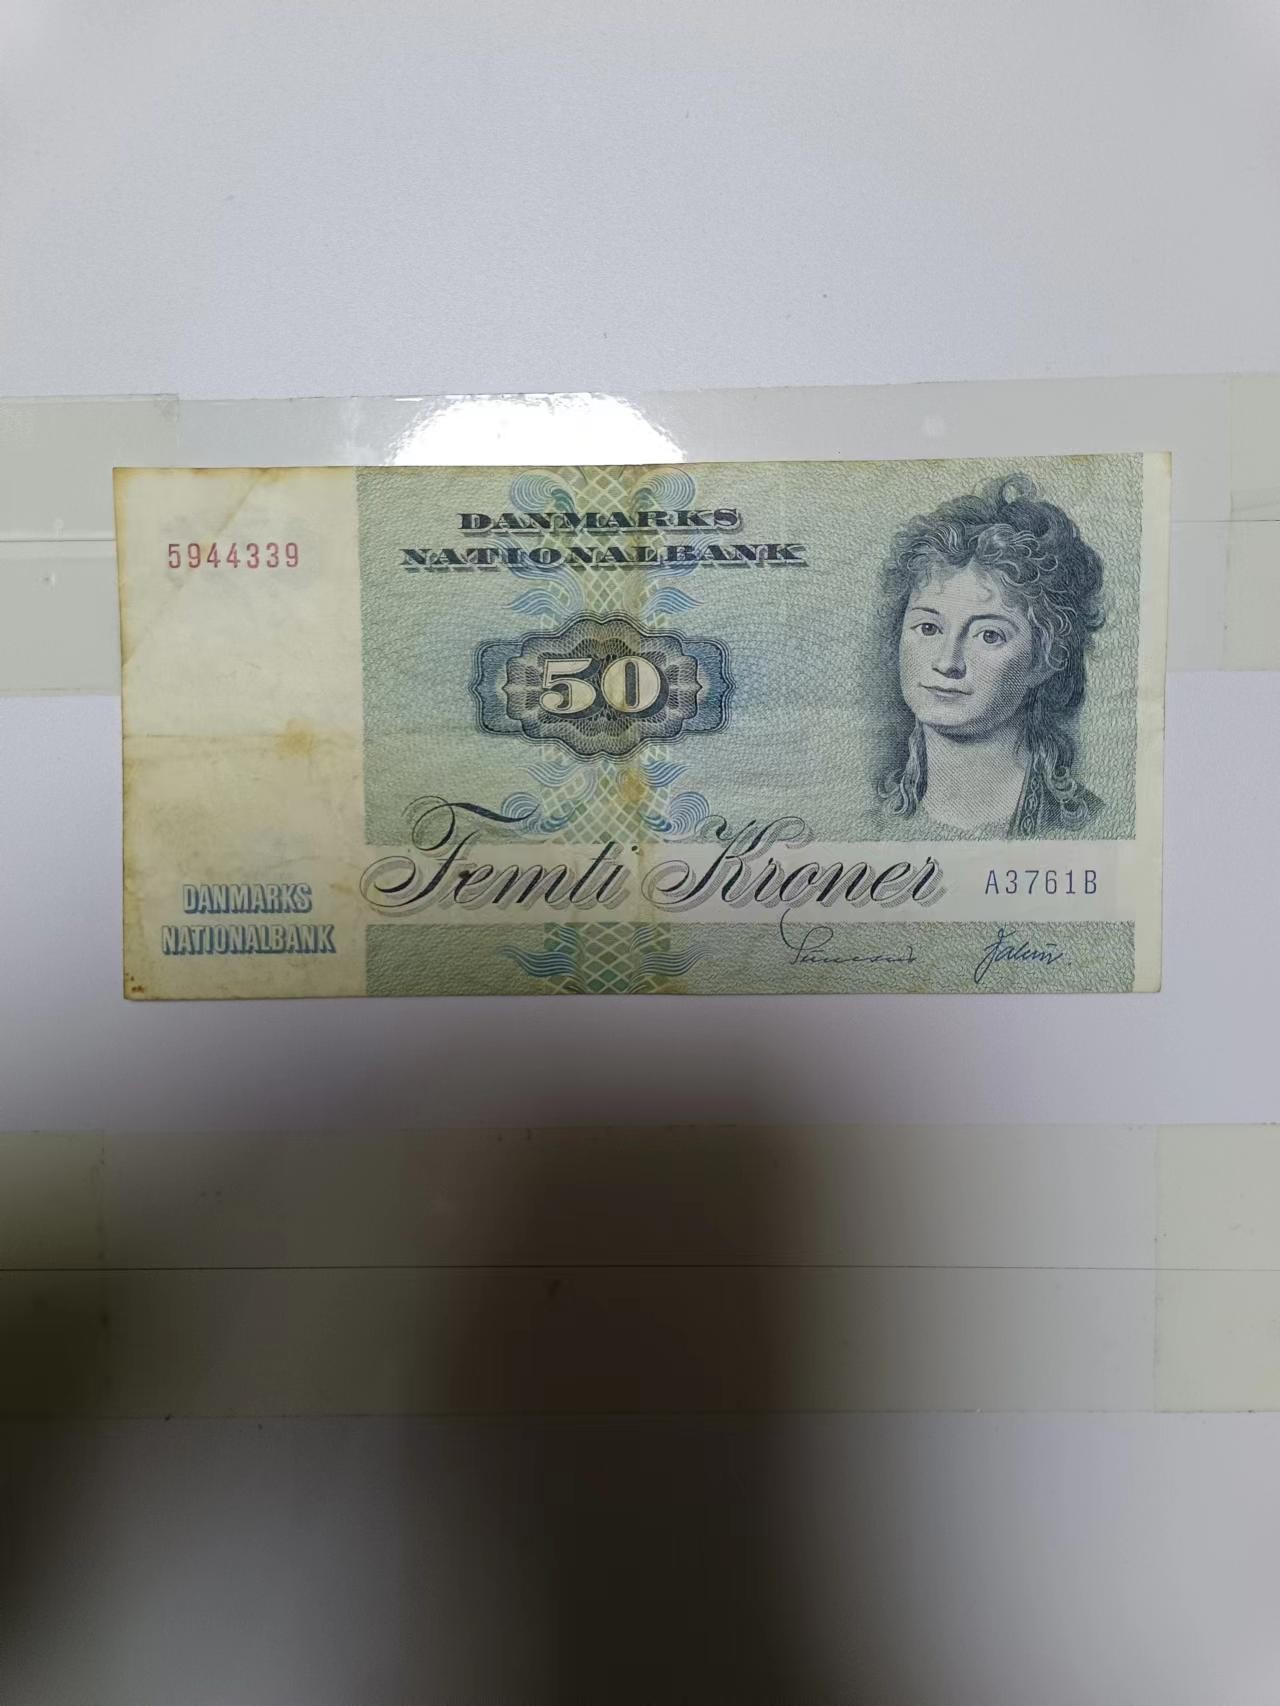 DANMARKS
NATIONALBANK
5944339
50
Femti Kroner
A3761B
DANMARKS
NATIONALBANK